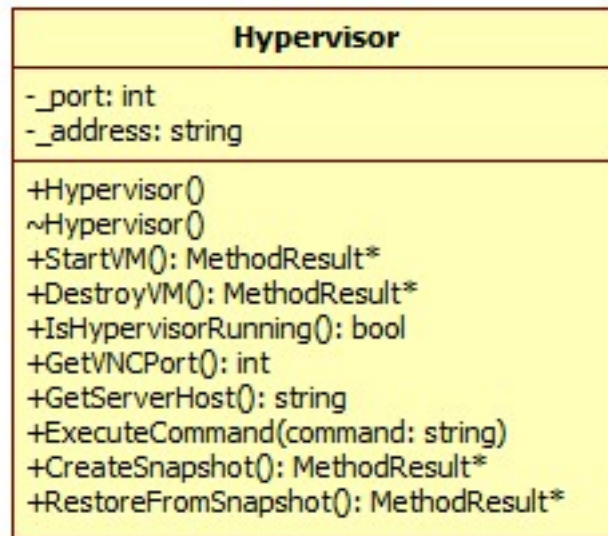 Hypervisor
-_port: int
-_address: string
+Hypervisor()
~Hypervisor()
+StartVM(): MethodResult*
+DestroyVM(): MethodResult*
+IsHypervisorRunning(): bool
+GetVNCPort(): int
+GetServerHost(): string
+ExecuteCommand(command: string)
+CreateSnapshot(): MethodResult*
+RestoreFromSnapshot(): MethodResult*